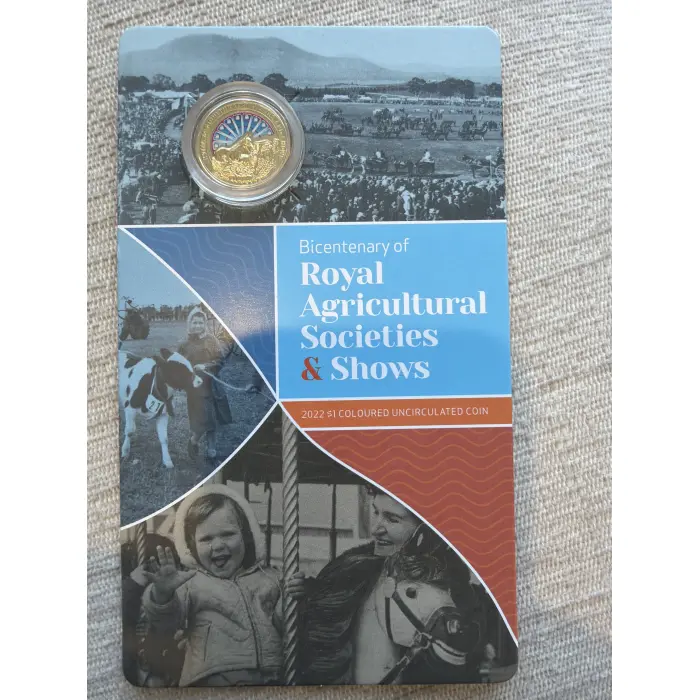 Bicentenary of
Royal
Agricultural
Societies
& Shows
2022 $1 COLOURED UNCIRCULATED COIN